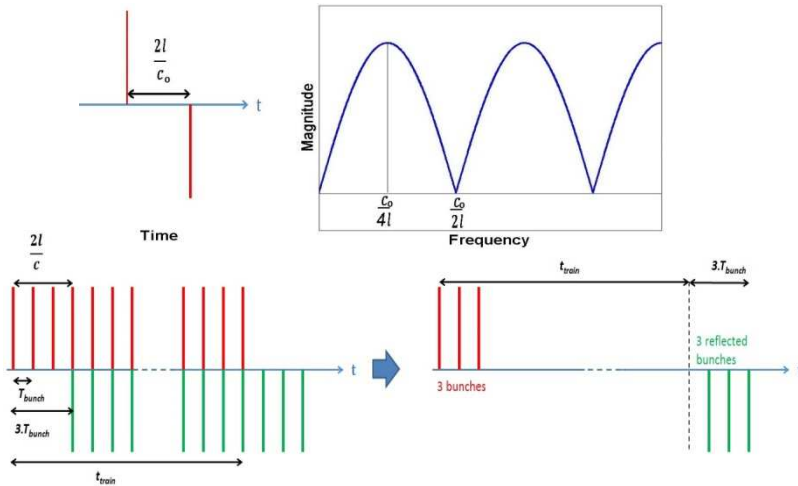 2l
c₀
t
Magnitude
c₀
4l
c₀
2l
Time
Frequency
2l
c
t_train
3.T_bunch
3 reflected
bunches
t
3 bunches
T_bunch
3.T_bunch
t_train